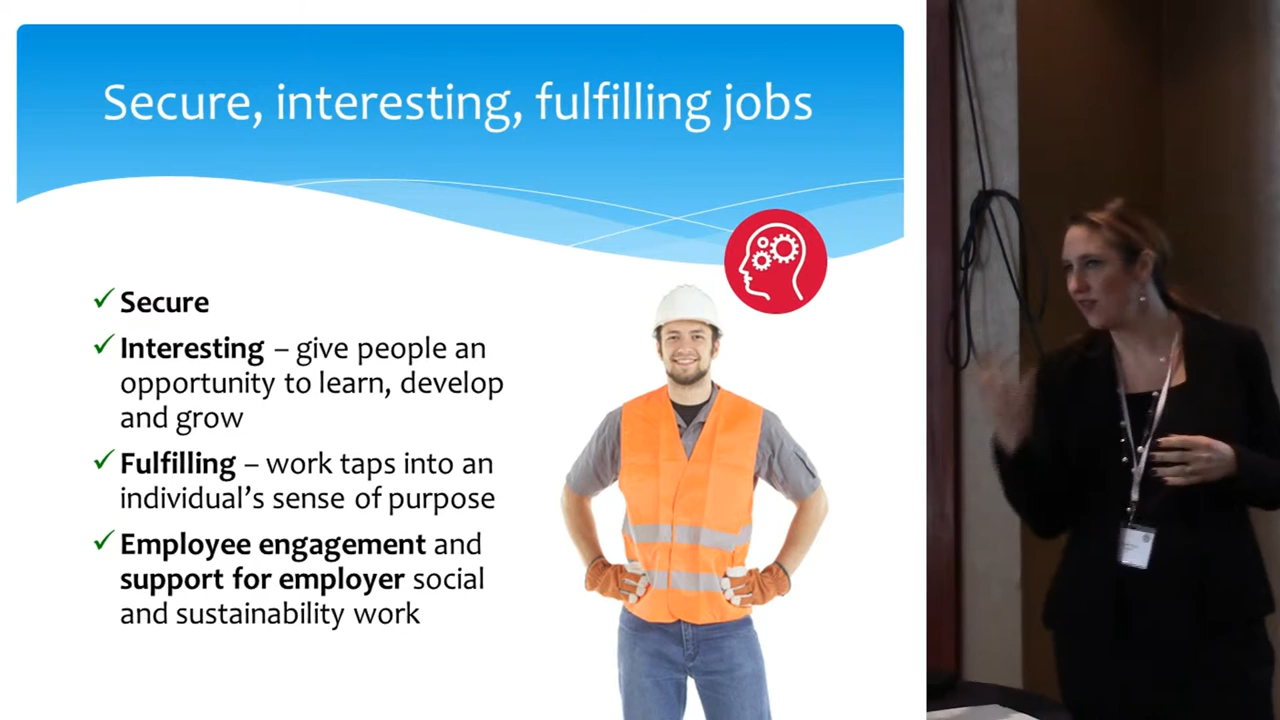 Secure, interesting, fulfilling jobs
✓ Secure
✓ Interesting – give people an
opportunity to learn, develop
and grow
✓ Fulfilling – work taps into an
individual's sense of purpose
✓ Employee engagement and
support for employer social
and sustainability work